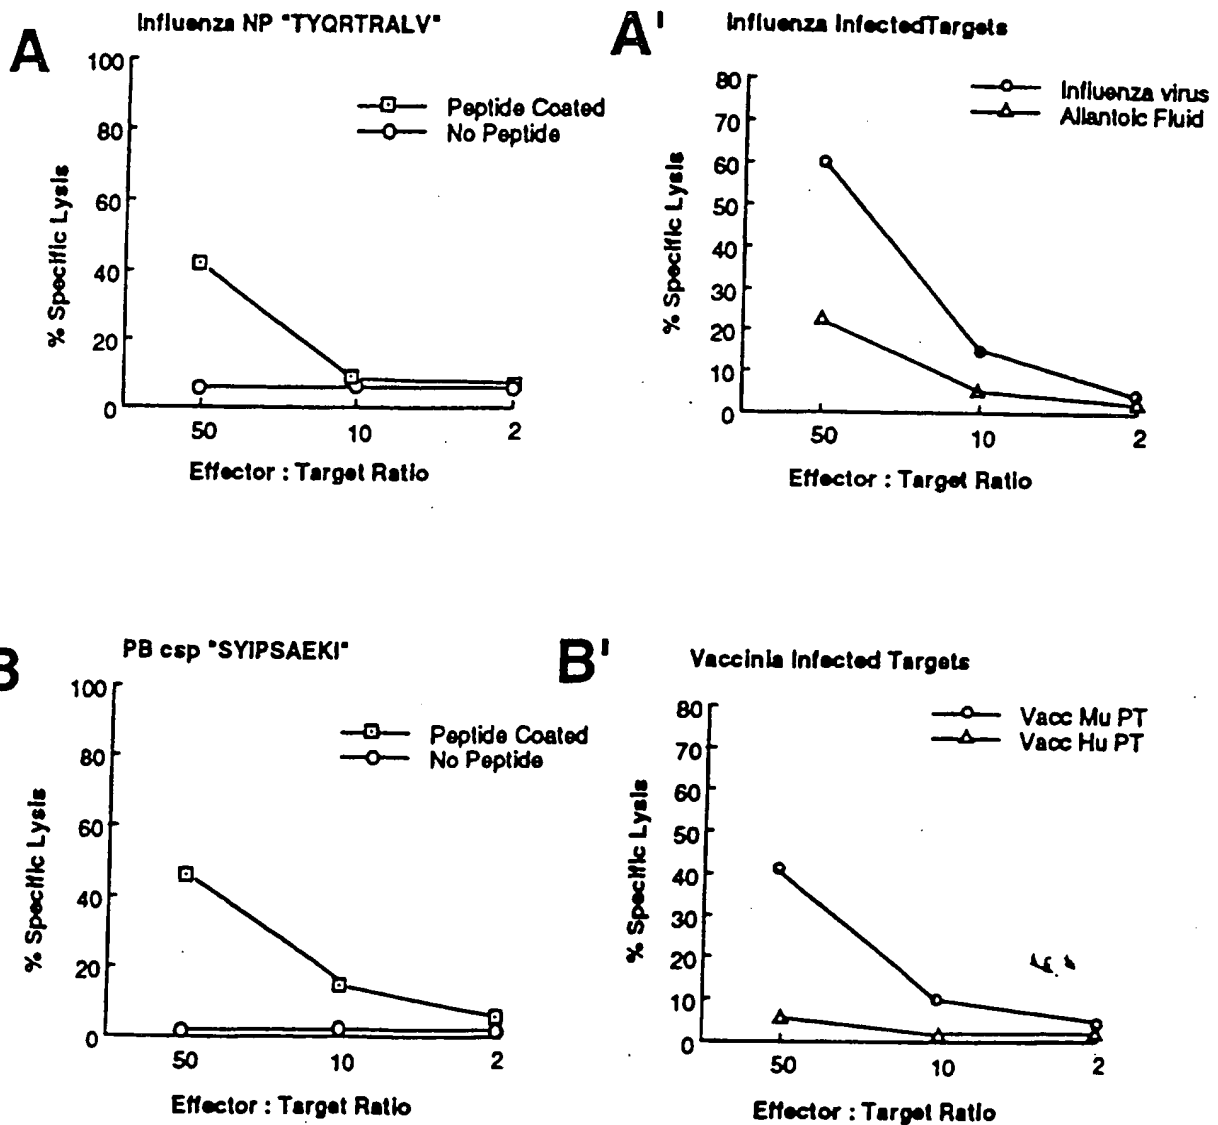 A
Influenza NP "TYQRTRALV"
100
80
60
40
20
0
% Specific Lysis
Peptide Coated
No Peptide
50 10 2
Effector : Target Ratio
A'
Influenza InfectedTargets
80
70
60
50
40
30
20
10
0
% Specific Lysis
Influenza virus
Allantoic Fluid
50 10 2
Effector : Target Ratio
B
PB csp "SYIPSAEKI"
100
80
60
40
20
0
% Specific Lysis
Peptide Coated
No Peptide
50 10 2
Effector : Target Ratio
B'
Vaccinia Infected Targets
80
70
60
50
40
30
20
10
0
% Specific Lysis
Vacc Mu PT
Vacc Hu PT
50 10 2
Effector : Target Ratio